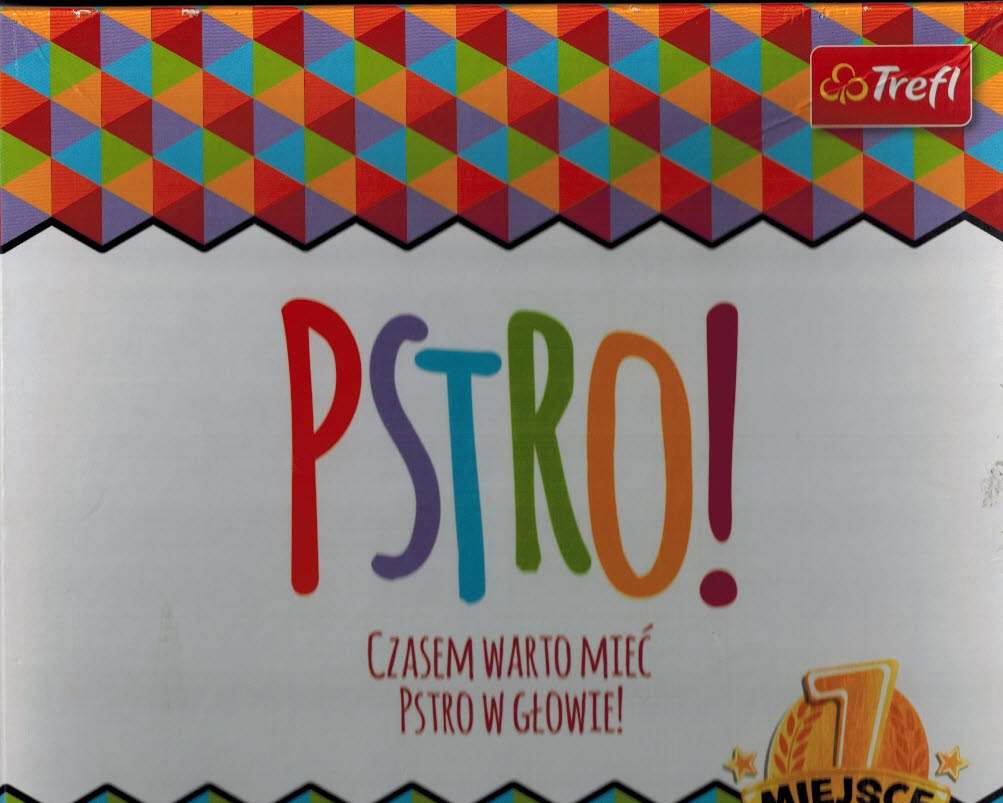 Trefl
PSTRO!
CZASEM WARTO MIEĆ
PSTRO W GŁOWIE!
1
MIEJSCE